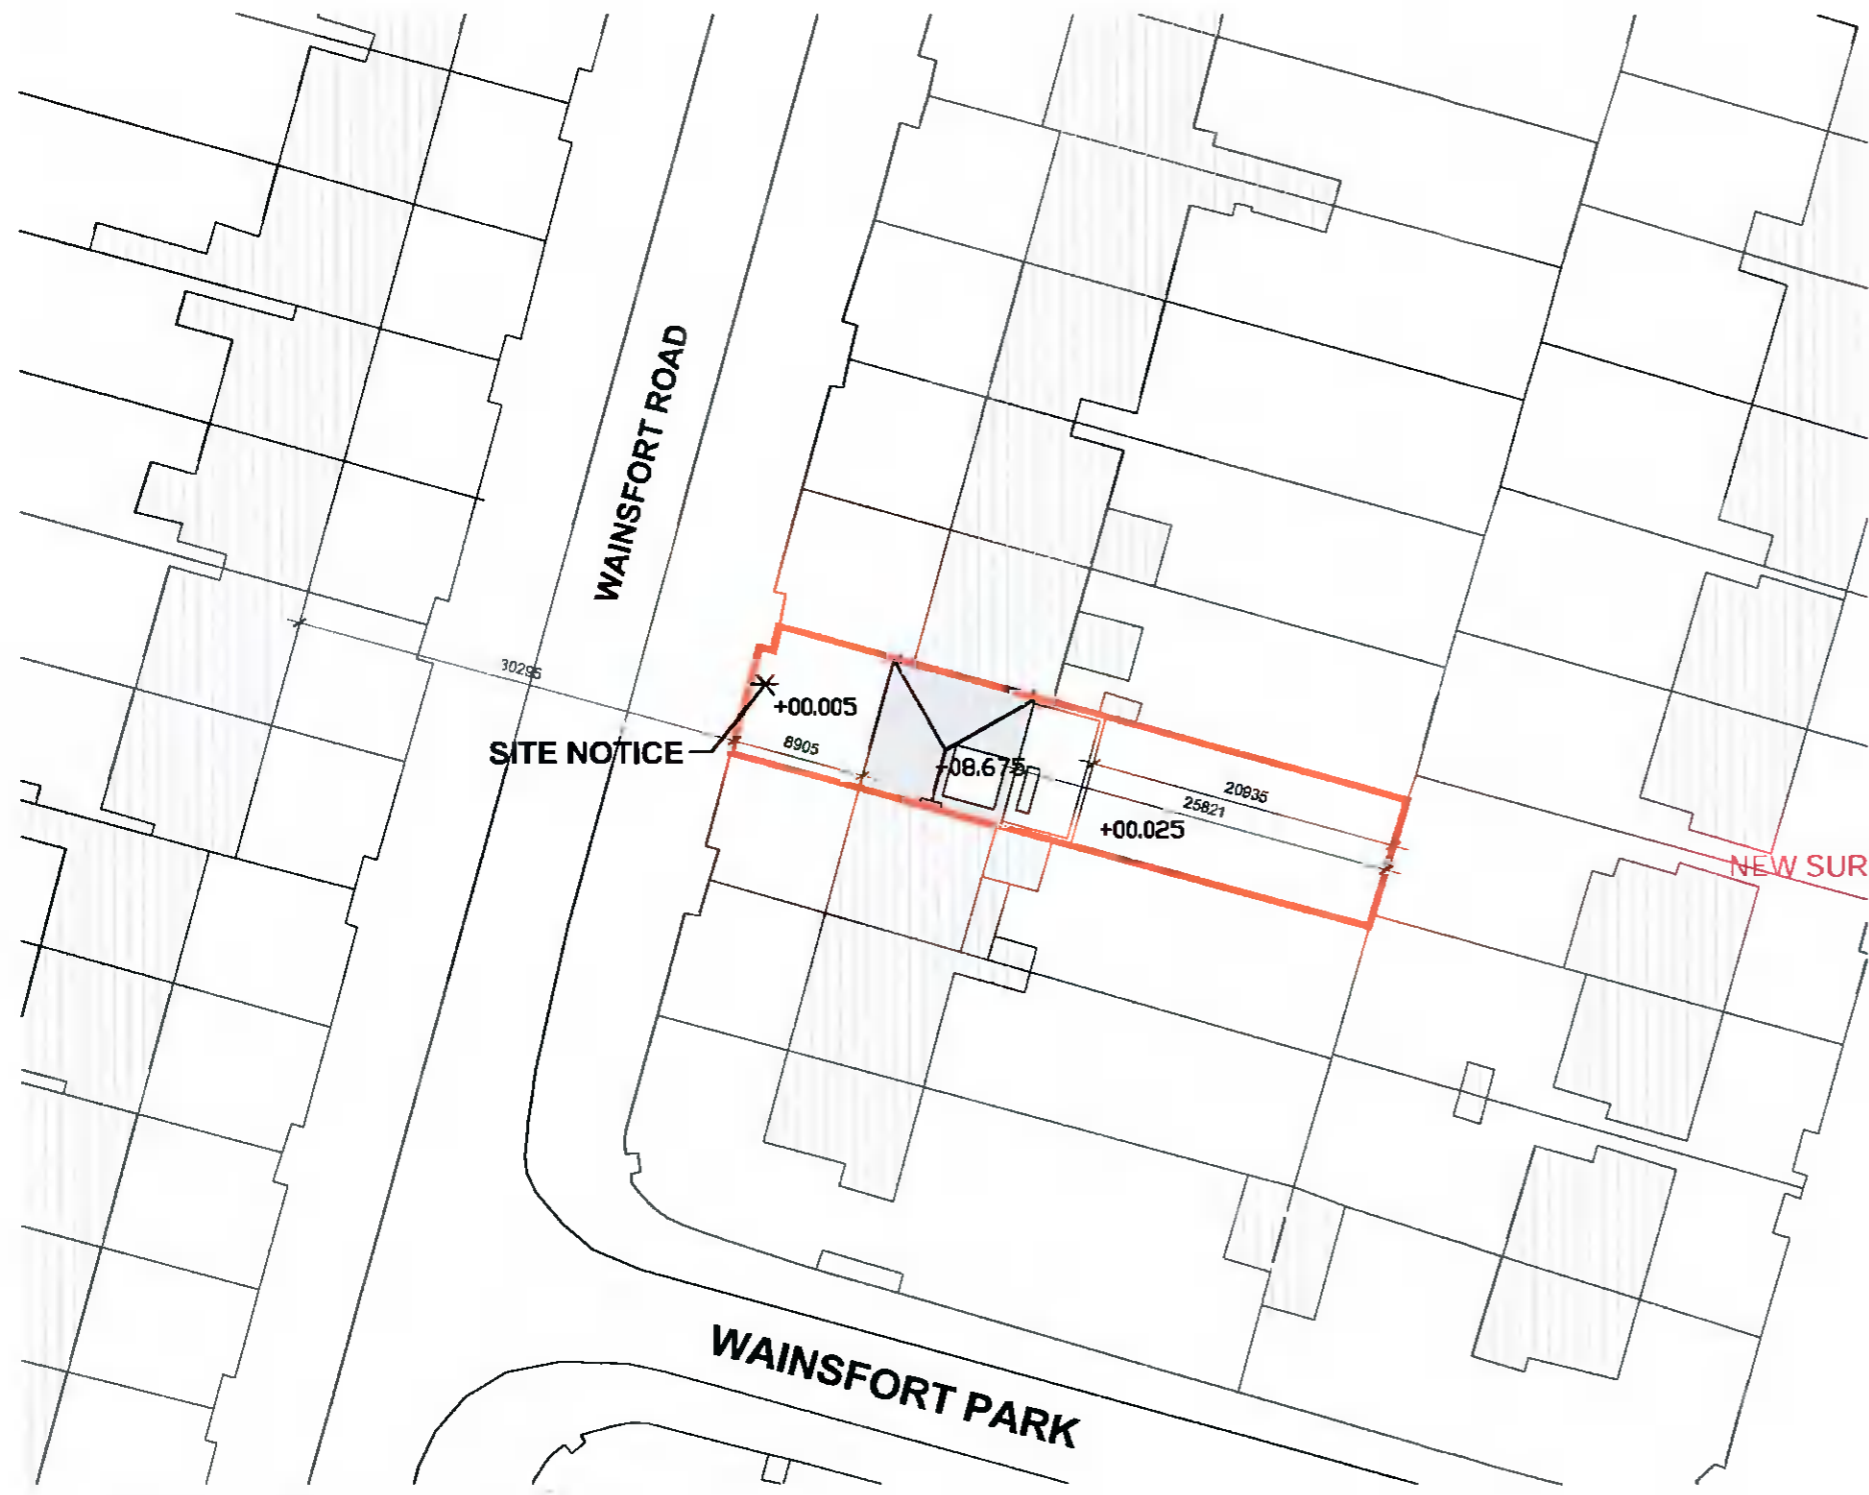 WAINSFORT ROAD
30295
+00.005
SITE NOTICE
8905
+08.675
20935
25821
+00.025
NEW SUR
WAINSFORT PARK